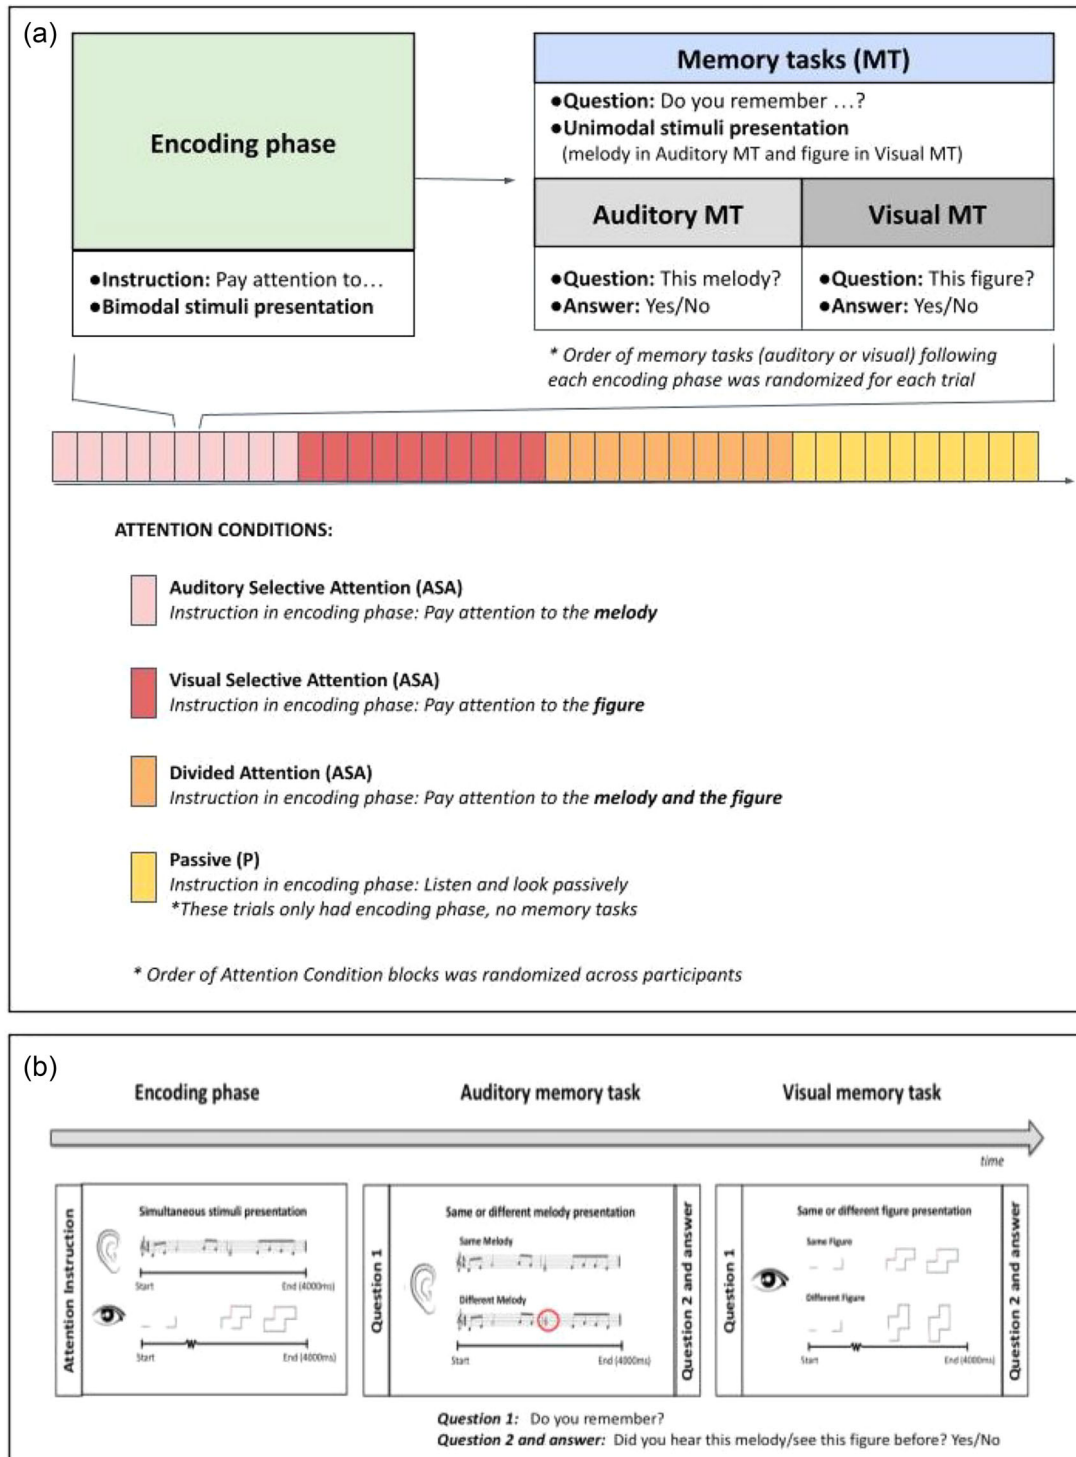 (a)
Encoding phase
●Instruction: Pay attention to…
●Bimodal stimuli presentation
Memory tasks (MT)
●Question: Do you remember …?
●Unimodal stimuli presentation
(melody in Auditory MT and figure in Visual MT)
Auditory MT
●Question: This melody?
●Answer: Yes/No
Visual MT
●Question: This figure?
●Answer: Yes/No
* Order of memory tasks (auditory or visual) following
each encoding phase was randomized for each trial
ATTENTION CONDITIONS:
Auditory Selective Attention (ASA)
Instruction in encoding phase: Pay attention to the melody
Visual Selective Attention (ASA)
Instruction in encoding phase: Pay attention to the figure
Divided Attention (ASA)
Instruction in encoding phase: Pay attention to the melody and the figure
Passive (P)
Instruction in encoding phase: Listen and look passively
*These trials only had encoding phase, no memory tasks
* Order of Attention Condition blocks was randomized across participants
(b)
Encoding phase
Auditory memory task
Visual memory task
time
Attention Instruction
Simultaneous stimuli presentation
Start
End (4000ms)
Start
End (4000ms)
Question 1
Same or different melody presentation
Same Melody
Different Melody
Start
End (4000ms)
Question 2 and answer
Question 1
Same or different figure presentation
Same Figure
Different Figure
Start
End (4000ms)
Question 2 and answer
Question 1: Do you remember?
Question 2 and answer: Did you hear this melody/see this figure before? Yes/No